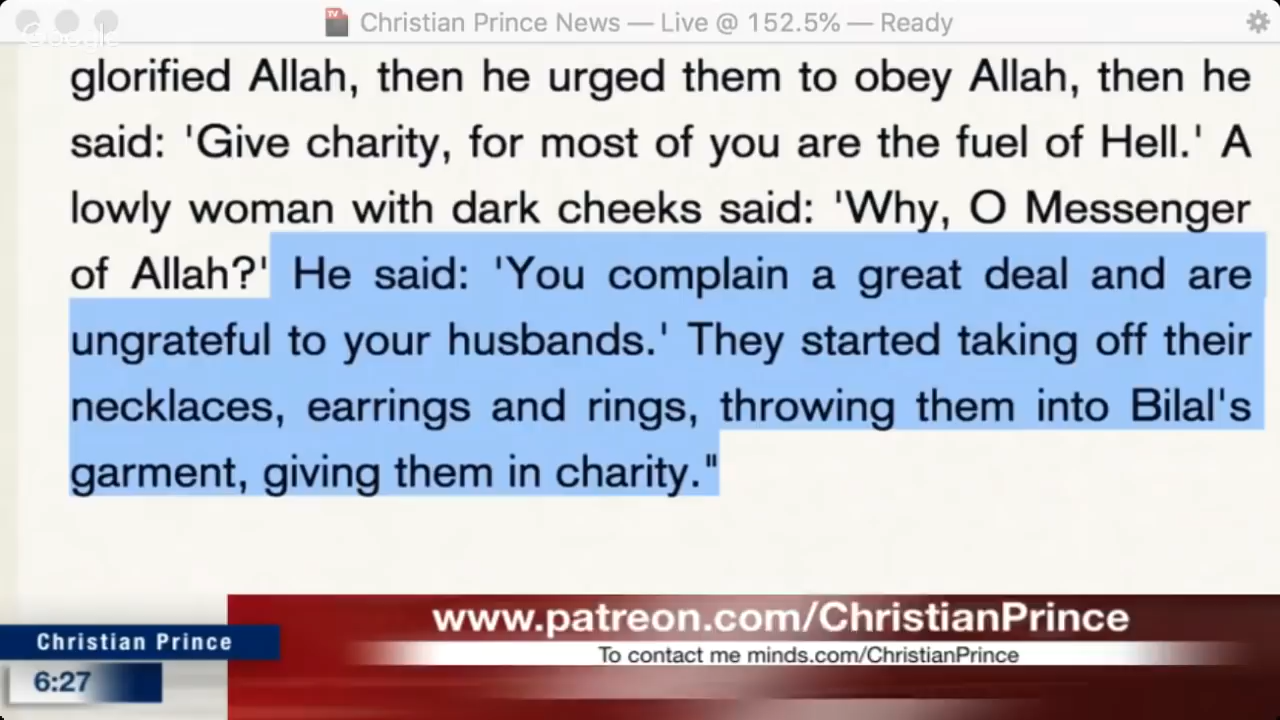 Christian Prince News — Live @ 152.5% — Ready
Google
glorified Allah, then he urged them to obey Allah, then he
said: 'Give charity, for most of you are the fuel of Hell.' A
lowly woman with dark cheeks said: 'Why, O Messenger
of Allah?' He said: 'You complain a great deal and are
ungrateful to your husbands.' They started taking off their
necklaces, earrings and rings, throwing them into Bilal's
garment, giving them in charity."
www.patreon.com/ChristianPrince
Christian Prince
To contact me minds.com/ChristianPrince
6:27